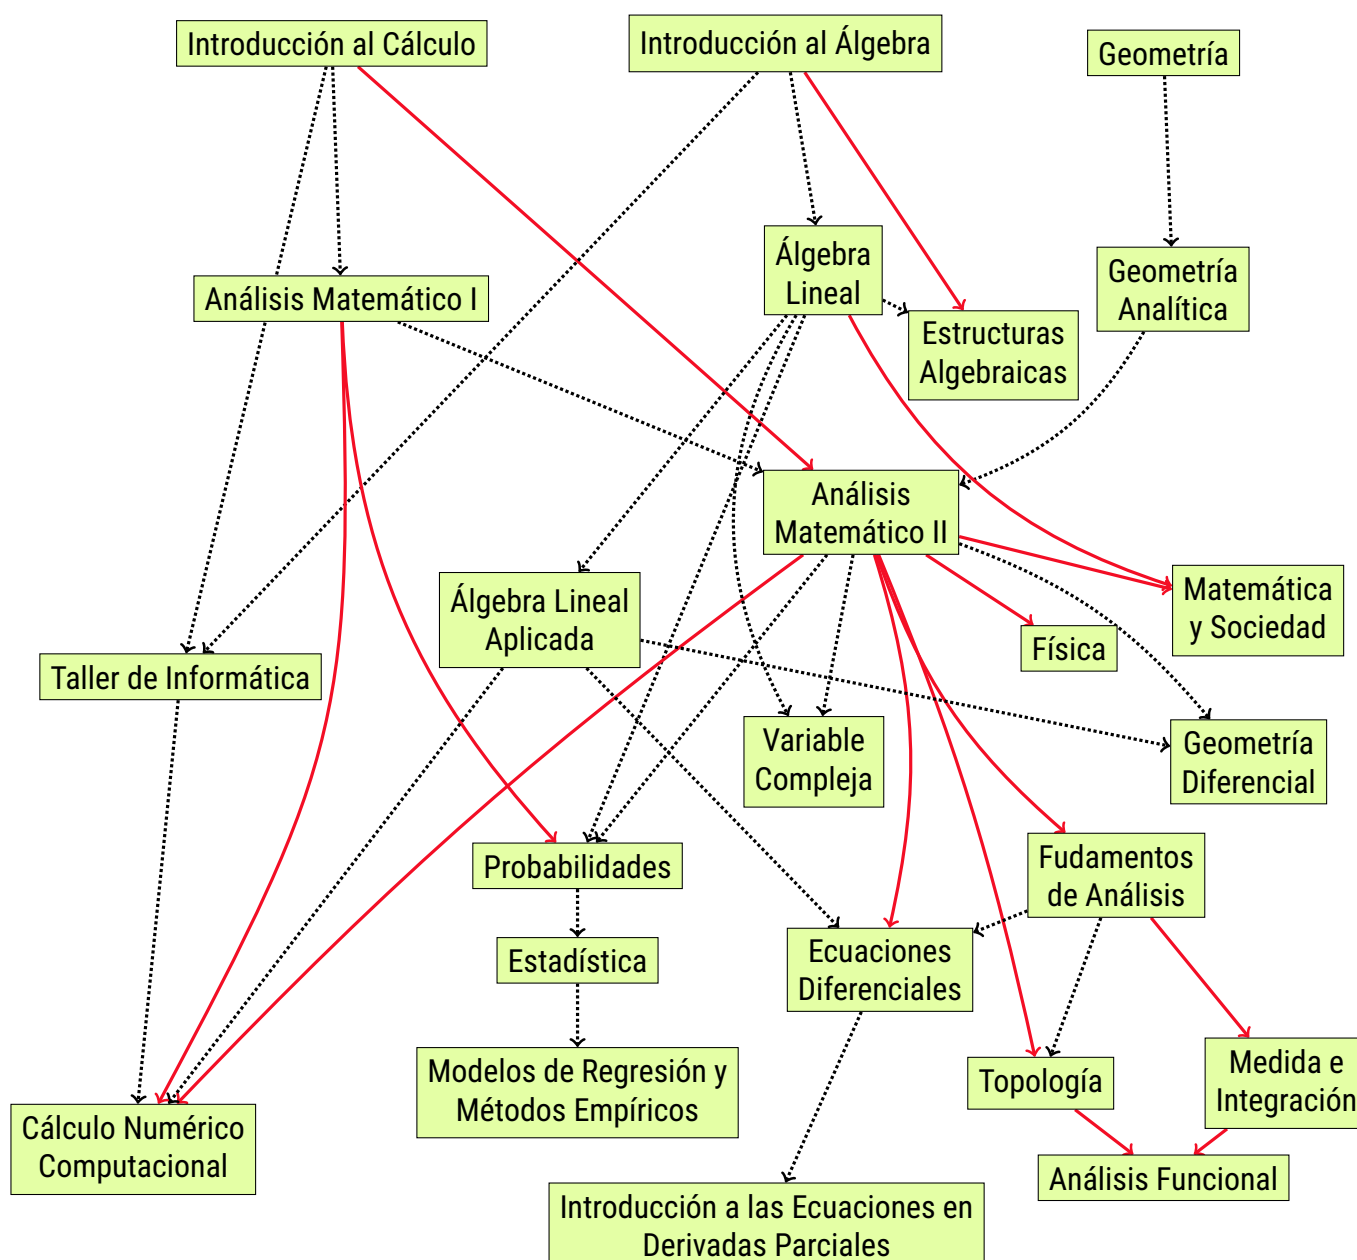 Introducción al Cálculo
Introducción al Álgebra
Geometría
Álgebra
Lineal
Geometría
Analítica
Análisis Matemático I
Estructuras
Algebraicas
Análisis
Matemático II
Álgebra Lineal
Aplicada
Matemática
y Sociedad
Física
Taller de Informática
Variable
Compleja
Geometría
Diferencial
Probabilidades
Fudamentos
de Análisis
Estadística
Ecuaciones
Diferenciales
Modelos de Regresión y
Métodos Empíricos
Topología
Medida e
Integración
Cálculo Numérico
Computacional
Análisis Funcional
Introducción a las Ecuaciones en
Derivadas Parciales